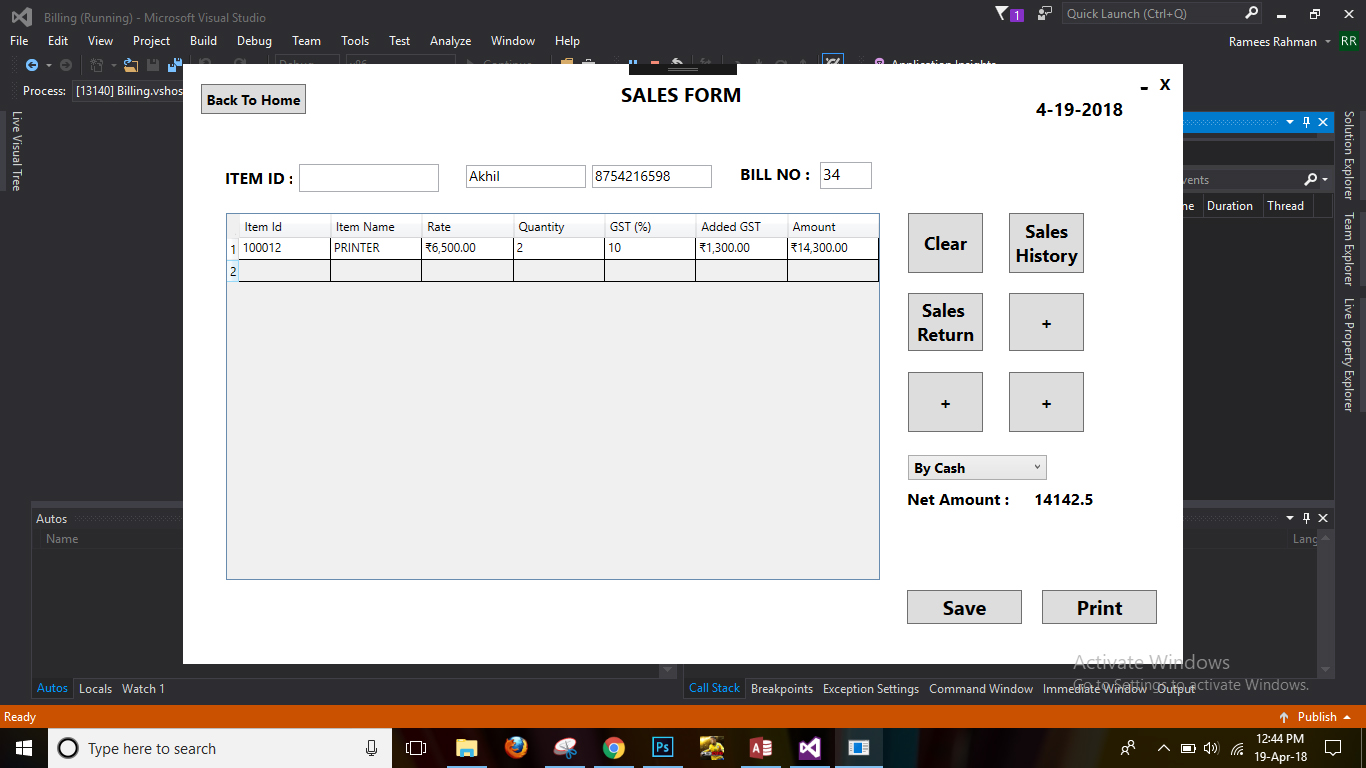 Billing (Running) - Microsoft Visual Studio
1
Quick Launch (Ctrl+Q)
File Edit View Project Build Debug Team Tools Test Analyze Window Help
Ramees Rahman RR
Process: [13140] Billing.vshos
Live Visual Tree
Back To Home
SALES FORM
- X
4-19-2018
ITEM ID :
Akhil
8754216598
BILL NO : 34
Item Id Item Name Rate Quantity GST (%) Added GST Amount
1 100012 PRINTER ₹6,500.00 2 10 ₹1,300.00 ₹14,300.00
2
Clear
Sales
History
Sales
Return
+
+
+
By Cash
Net Amount : 14142.5
Save
Print
Duration Thread
Solution Explorer
Team Explorer
Live Property Explorer
Autos
Name
Lang
Autos Locals Watch 1
Call Stack Breakpoints Exception Settings Command Window Immediate Window Output
Activate Windows
Go to Settings to activate Windows.
Ready
Publish
Type here to search
Ps
12:44 PM
19-Apr-18